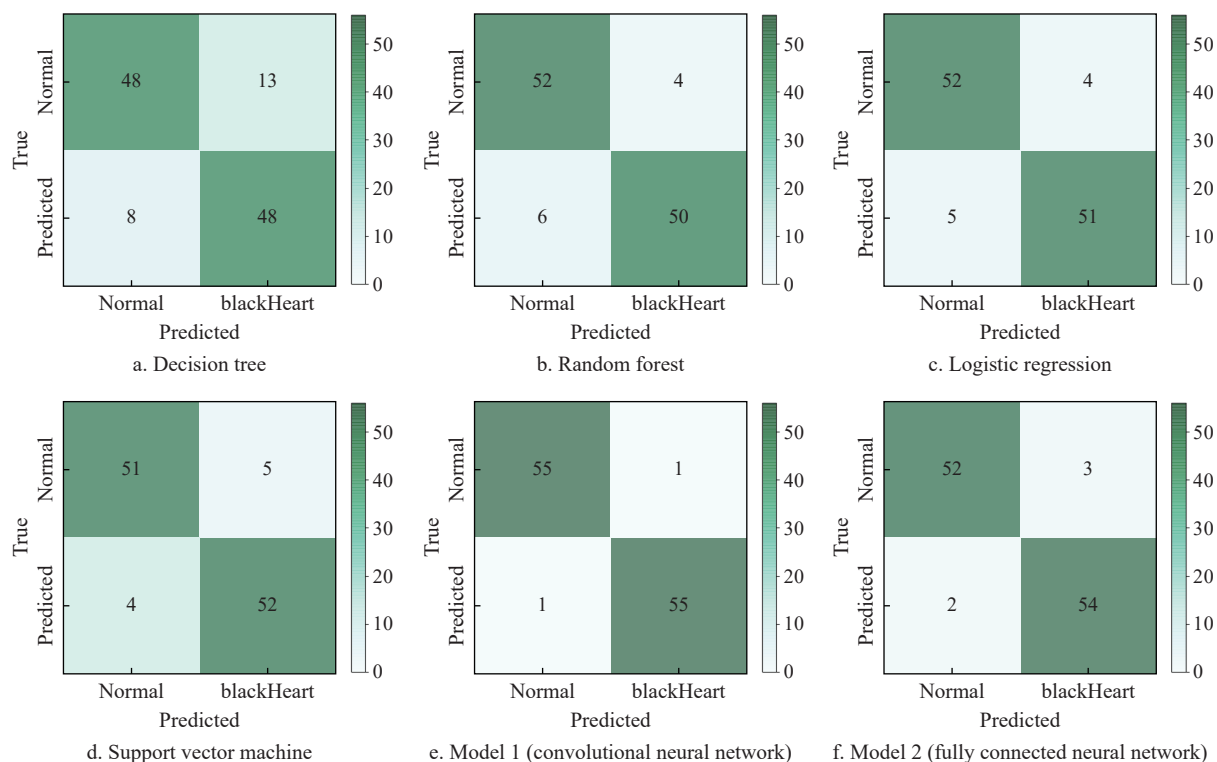 50
40
30
20
10
0
Normal
48
13
True
Predicted
8
48
Normal
blackHeart
Predicted
a. Decision tree
50
40
30
20
10
0
Normal
52
4
True
Predicted
6
50
Normal
blackHeart
Predicted
b. Random forest
50
40
30
20
10
0
Normal
52
4
True
Predicted
5
51
Normal
blackHeart
Predicted
c. Logistic regression
50
40
30
20
10
0
Normal
51
5
True
Predicted
4
52
Normal
blackHeart
Predicted
d. Support vector machine
50
40
30
20
10
0
Normal
55
1
True
Predicted
1
55
Normal
blackHeart
Predicted
e. Model 1 (convolutional neural network)
50
40
30
20
10
0
Normal
52
3
True
Predicted
2
54
Normal
blackHeart
Predicted
f. Model 2 (fully connected neural network)